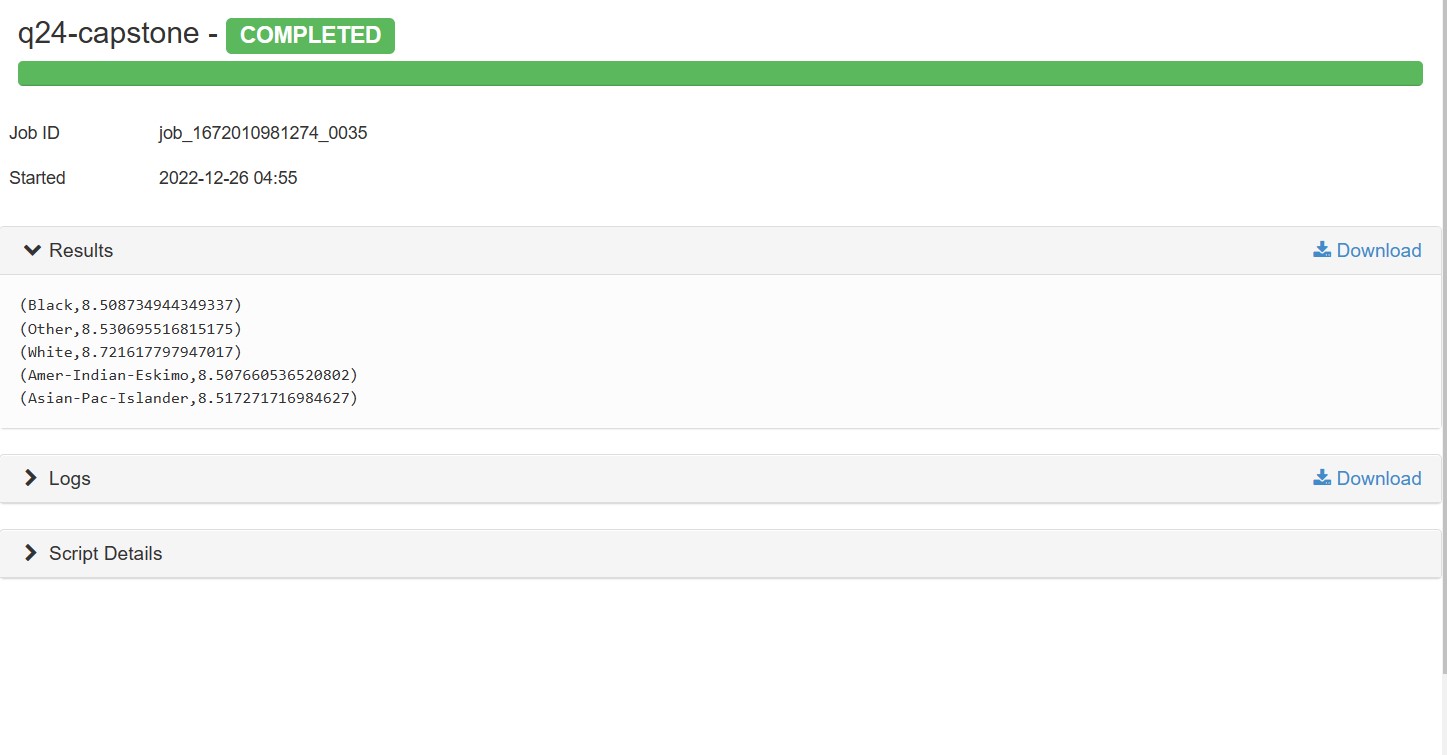 q24-capstone - COMPLETED
Job ID job_1672010981274_0035
Started 2022-12-26 04:55
Results Download
(Black,8.508734944349337)
(Other,8.530695516815175)
(White,8.721617797947017)
(Amer-Indian-Eskimo,8.507660536520802)
(Asian-Pac-Islander,8.517271716984627)
Logs Download
Script Details